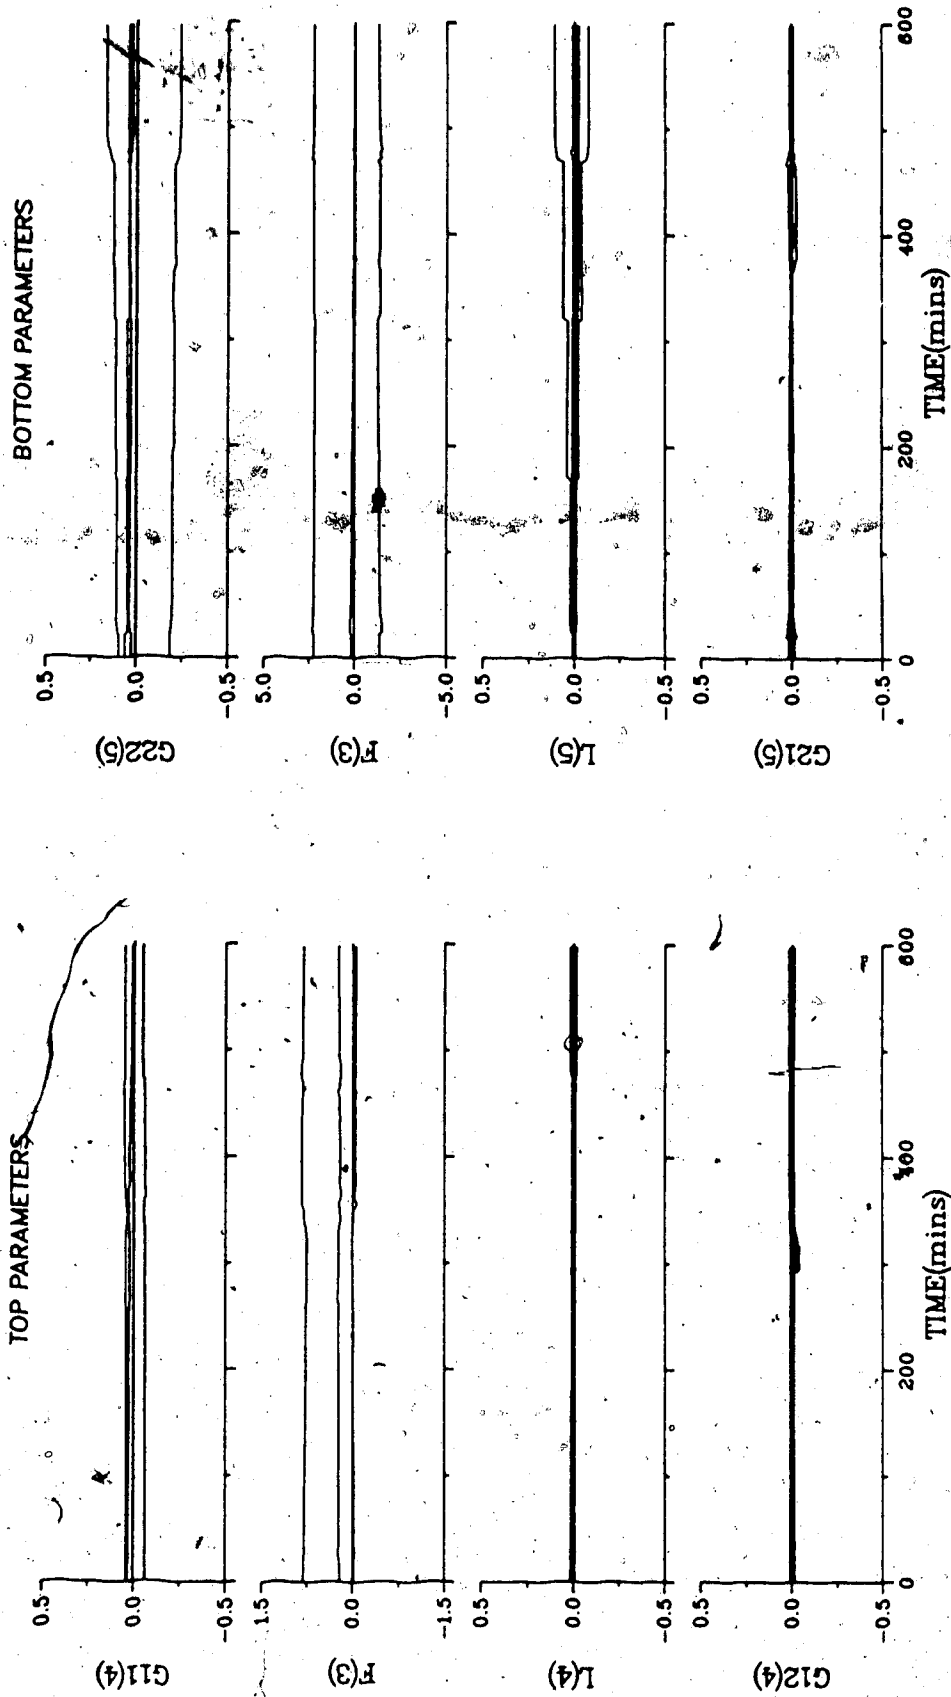 TOP PARAMETERS
G11(4)
0.5
0.0
-0.5
F(3)
1.5
0.0
-1.5
L(4)
0.5
0.0
-0.5
G12(4)
0.5
0.0
-0.5
0 200 400 600
TIME(mins)
BOTTOM PARAMETERS
G22(5)
0.5
0.0
-0.5
F(3)
5.0
0.0
-5.0
L(5)
0.5
0.0
-0.5
G21(5)
0.5
0.0
-0.5
0 200 400 600
TIME(mins)